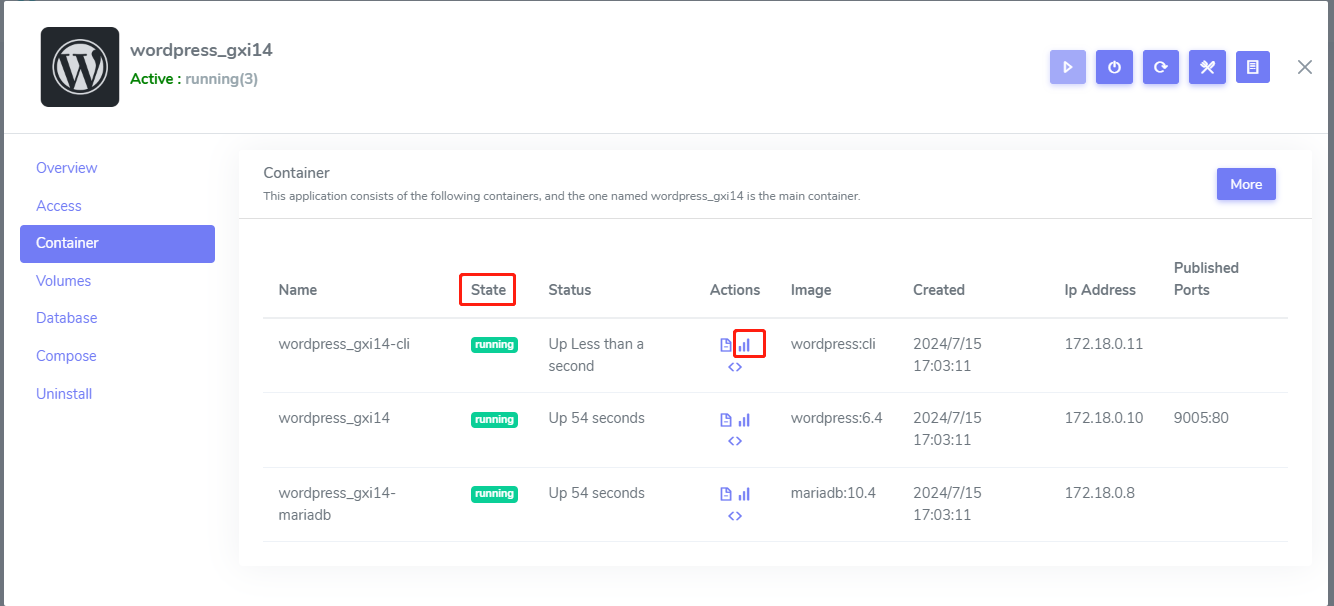 wordpress_gxi14
Active : running(3)
Overview
Access
Container
Volumes
Database
Compose
Uninstall
Container
This application consists of the following containers, and the one named wordpress_gxi14 is the main container.
More
Name State Status Actions Image Created Ip Address Published
Ports
wordpress_gxi14-cli running Up Less than a wordpress:cli 2024/7/15 172.18.0.11
second 17:03:11
wordpress_gxi14 running Up 54 seconds wordpress:6.4 2024/7/15 172.18.0.10 9005:80
17:03:11
wordpress_gxi14- running Up 54 seconds mariadb:10.4 2024/7/15 172.18.0.8
mariadb 17:03:11